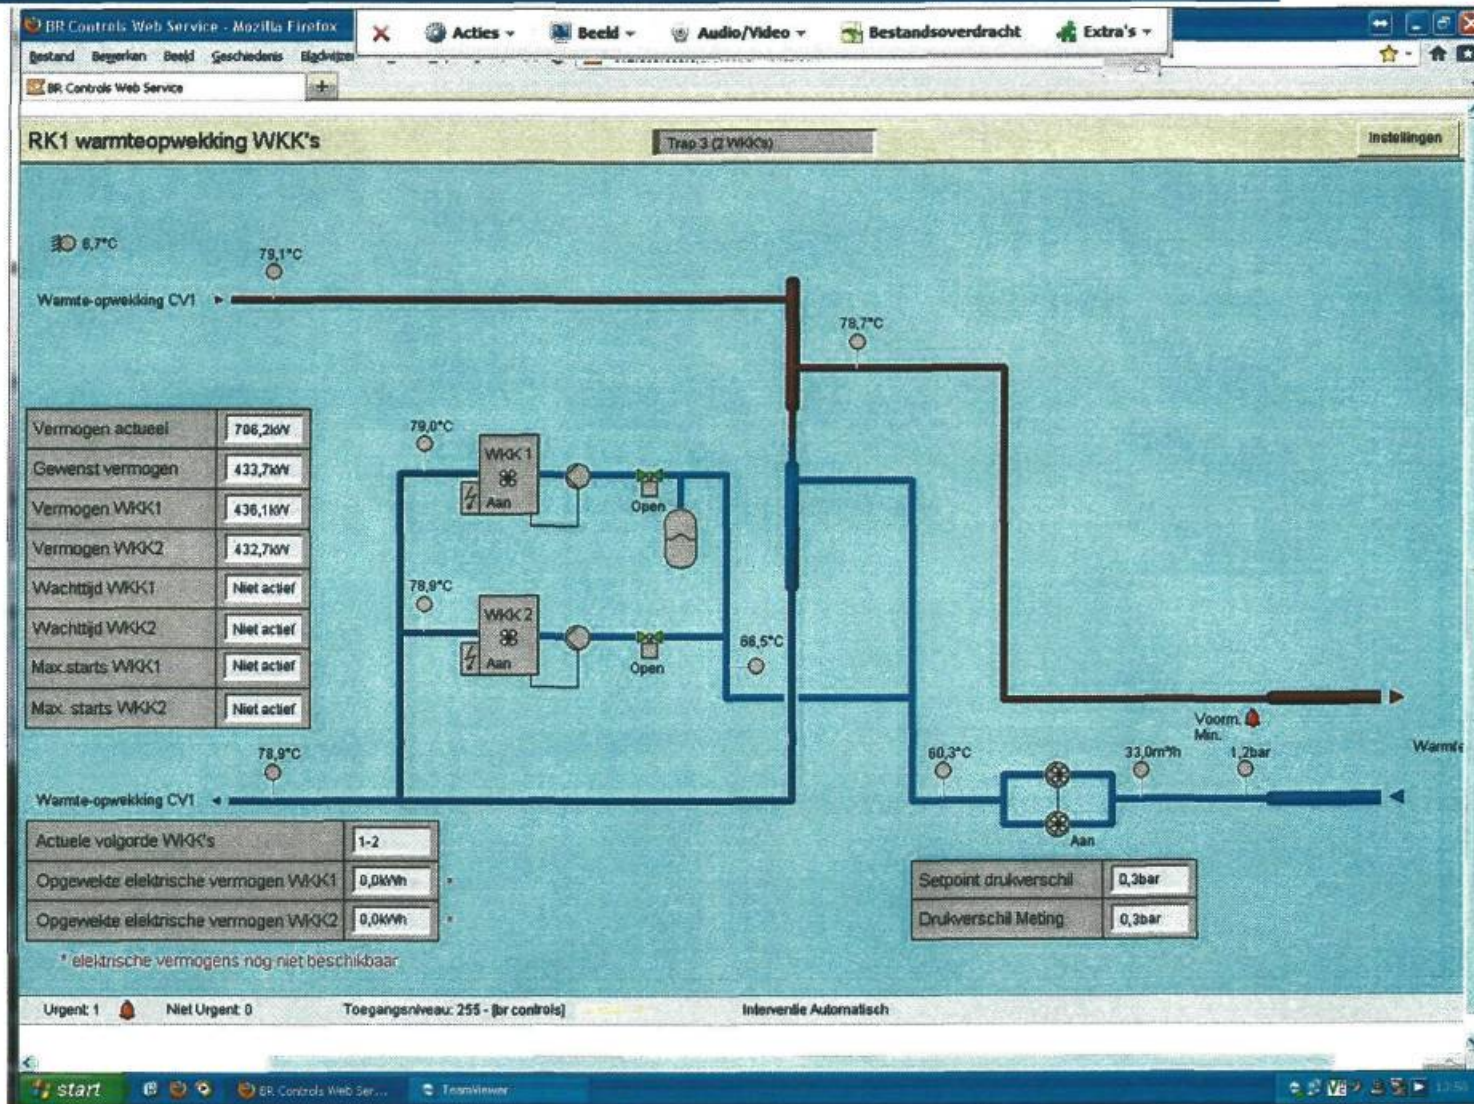 BR Controls Web Service - Mozilla Firefox
Acties
Beeld
Audio/Video
Bestandsoverdracht
Extra's
Bestand Bewerken Beeld Geschiedenis Bladwijzer
BR Controls Web Service
RK1 warmteopwekking WKK's
Trap 3 (2 WKK's)
Instellingen
6,7°C
79,1°C
Warmte-opwekking CV1
78,7°C
Vermogen actueel 706,2kW
Gewenst vermogen 433,7kW
Vermogen WKK1 436,1kW
Vermogen WKK2 432,7kW
Wachttijd WKK1 Niet actief
Wachttijd WKK2 Niet actief
Max.starts WKK1 Niet actief
Max. starts WKK2 Niet actief
79,0°C
WKK 1
Aan
Open
78,9°C
WKK 2
Aan
Open
66,5°C
78,9°C
Warmte-opwekking CV1
Voorm.
Min.
60,3°C
33,0m³/h
1,2bar
Warmte
Aan
Actuele volgorde WKK's 1-2
Opgewekte elektrische vermogen WKK1 0,0kWh *
Opgewekte elektrische vermogen WKK2 0,0kWh *
* elektrische vermogens nog niet beschikbaar
Setpoint drukverschil 0,3bar
Drukverschil Meting 0,3bar
Urgent: 1
Niet Urgent: 0
Toegangsniveau: 255 - [br controls]
Interventie Automatisch
start
BR Controls Web Ser...
TeamViewer